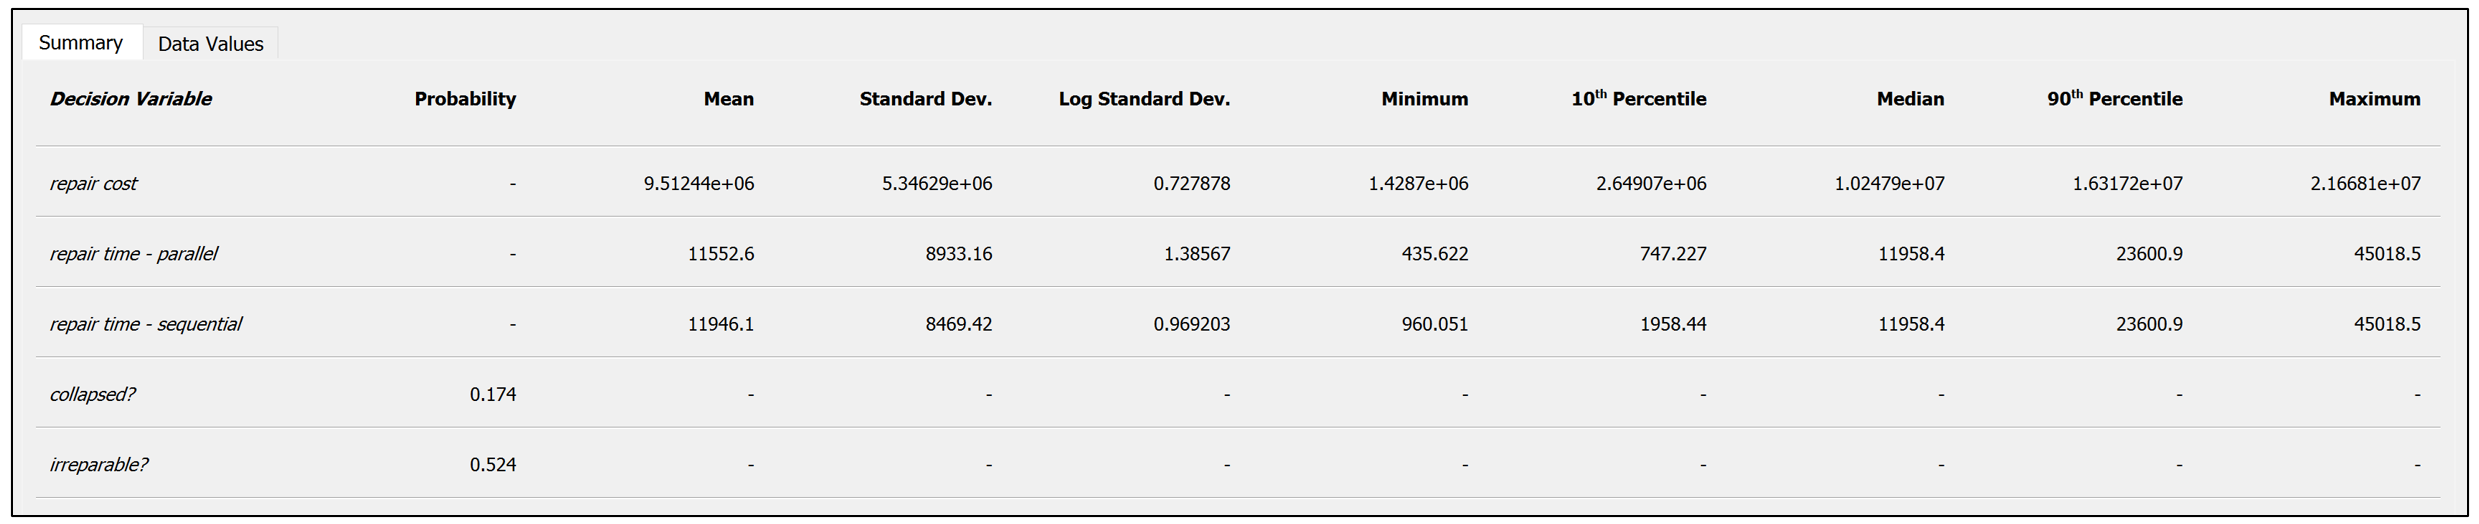 Summary Data Values
Decision Variable Probability Mean Standard Dev. Log Standard Dev. Minimum 10th Percentile Median 90th Percentile Maximum
repair cost - 9.51244e+06 5.34629e+06 0.727878 1.4287e+06 2.64907e+06 1.02479e+07 1.63172e+07 2.16681e+07
repair time - parallel - 11552.6 8933.16 1.38567 435.622 747.227 11958.4 23600.9 45018.5
repair time - sequential - 11946.1 8469.42 0.969203 960.051 1958.44 11958.4 23600.9 45018.5
collapsed? 0.174 - - - - - - - -
irreparable? 0.524 - - - - - - - -